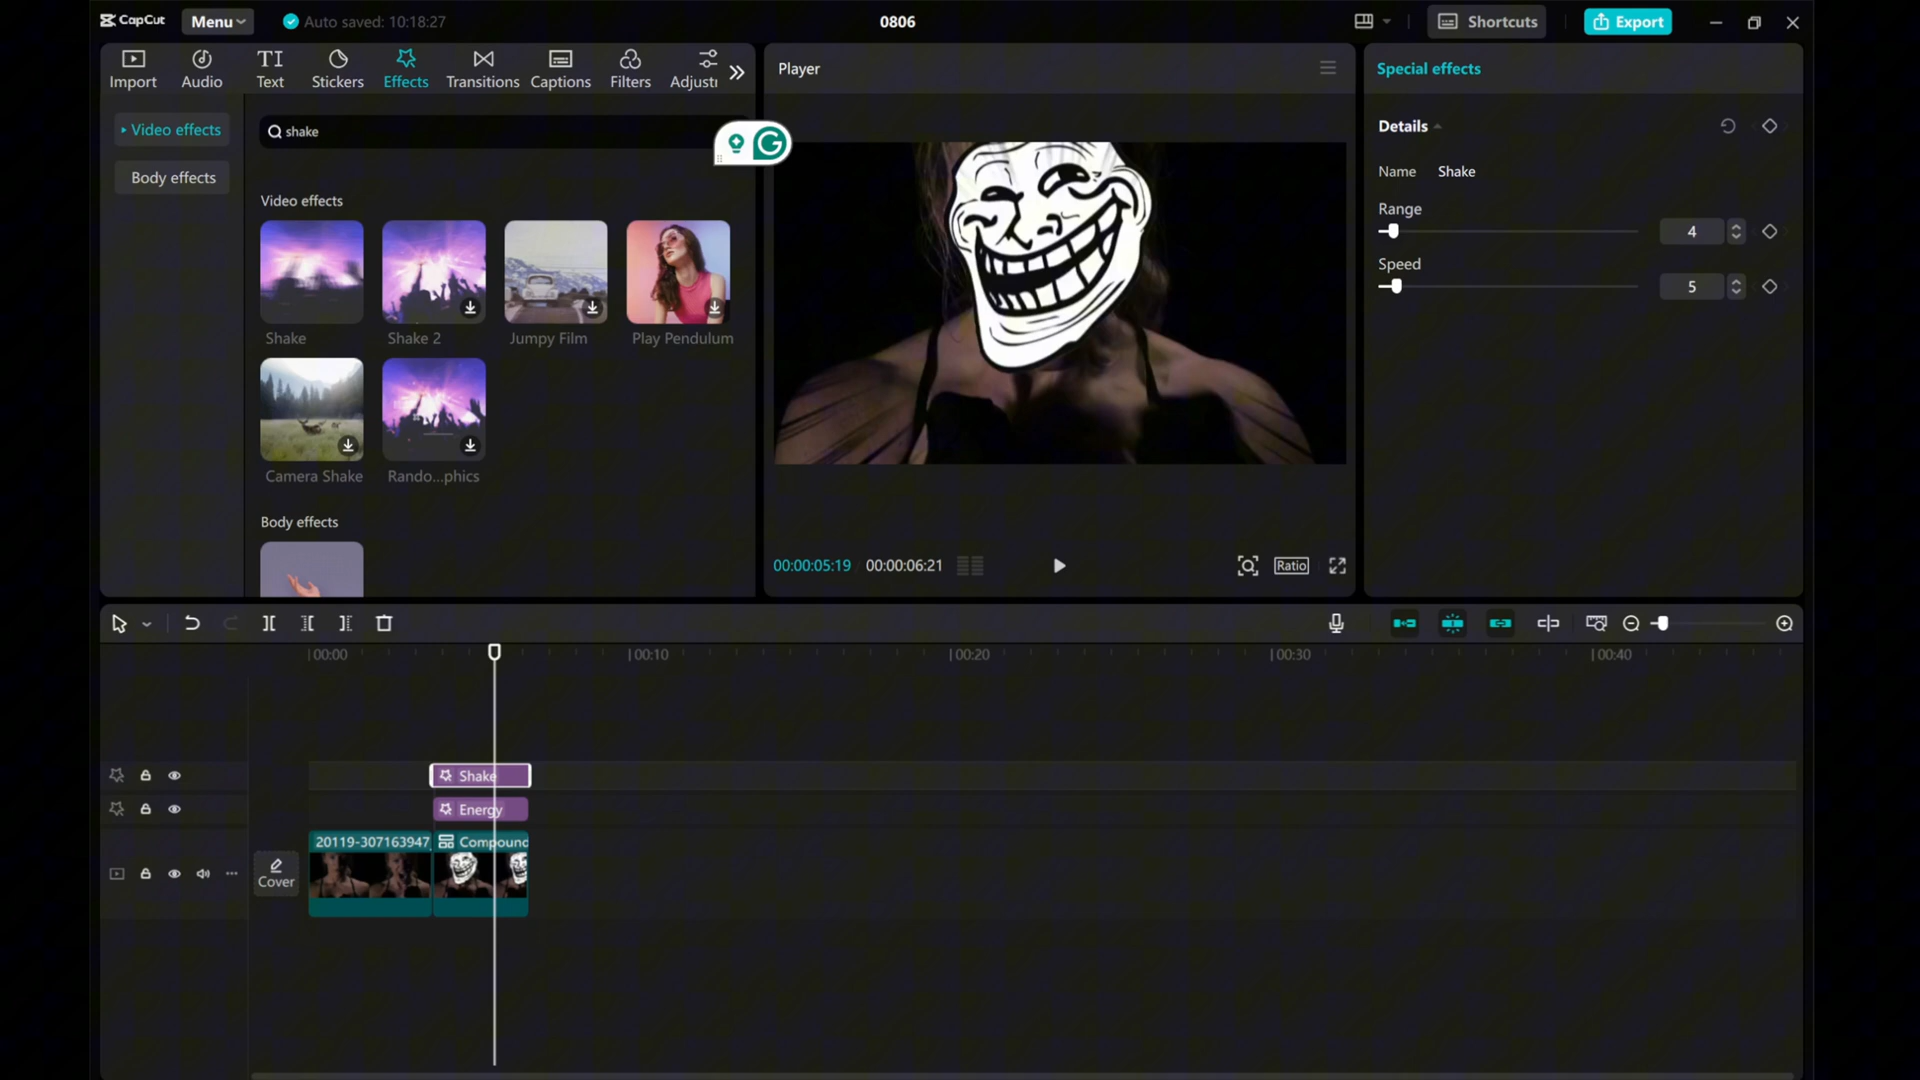 CapCut
Menu
Auto saved: 10:18:27
0806
Shortcuts
Export
Import
Audio
Text
Stickers
Effects
Transitions
Captions
Filters
Adjust
Video effects
Body effects
shake
Video effects
Shake
Shake 2
Jumpy Film
Play Pendulum
Camera Shake
Rando...phics
Body effects
Player
00:00:05:19
00:00:06:21
Ratio
Special effects
Details
Name Shake
Range
4
Speed
5
00:00
00:10
00:20
00:30
00:40
Shake
Energy
20119-307163947
Compound
Cover